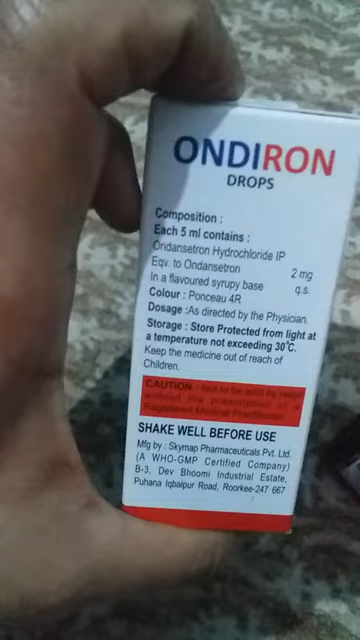 ONDIRON
DROPS
Composition :
Each 5 ml contains :
Ondansetron Hydrochloride IP
Eqv. to Ondansetron 2 mg
In a flavoured syrupy base q.s.
Colour : Ponceau 4R
Dosage :As directed by the Physician.
Storage : Store Protected from light at
a temperature not exceeding 30°C.
Keep the medicine out of reach of
Children.
CAUTION : Not to be sold by retail
without the prescription of a
Registered Medical Practitioner.
SHAKE WELL BEFORE USE
Mfg by : Skymap Pharmaceuticals Pvt. Ltd.
(A WHO-GMP Certified Company)
B-3, Dev Bhoomi Industrial Estate,
Puhana Iqbalpur Road, Roorkee-247 667